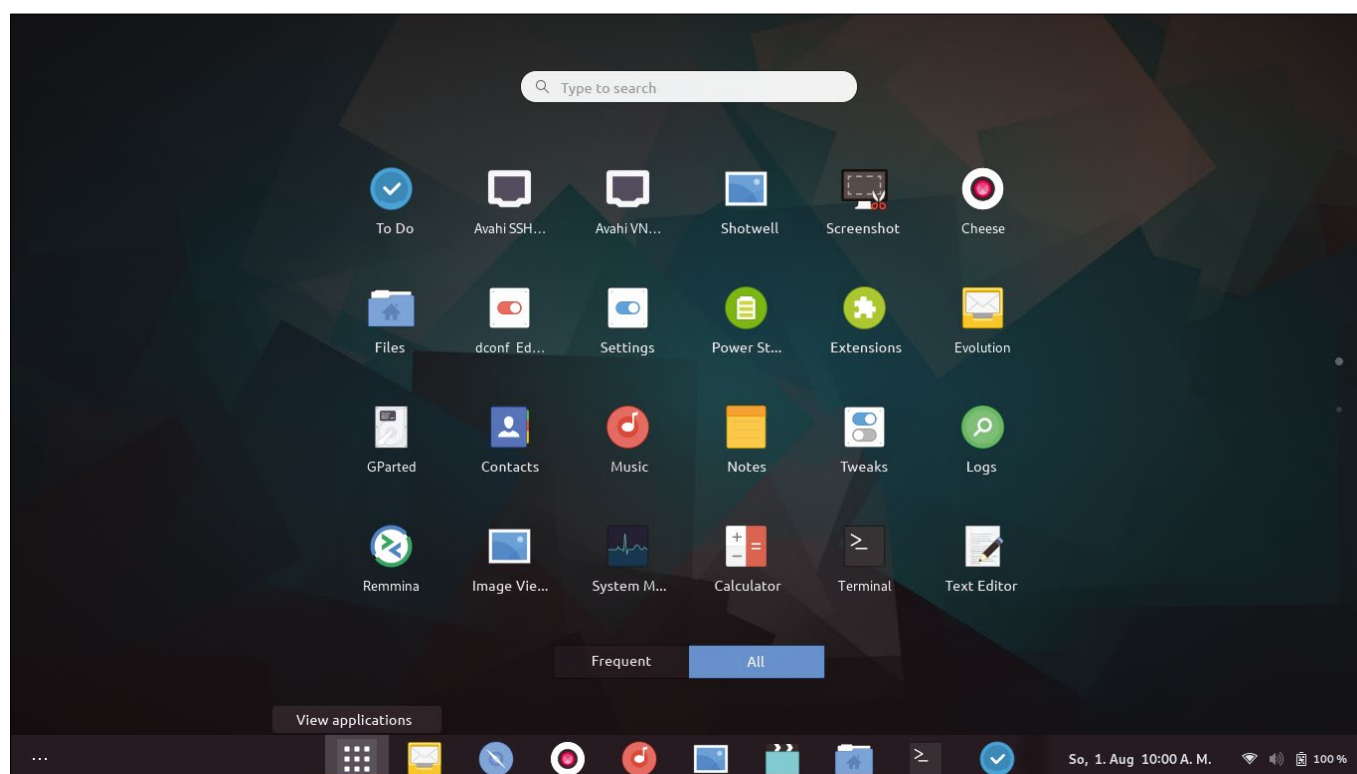 Type to search
To Do Avahi SSH... Avahi VN... Shotwell Screenshot Cheese
Files dconf Ed... Settings Power St... Extensions Evolution
GParted Contacts Music Notes Tweaks Logs
Remmina Image Vie... System M... Calculator Terminal Text Editor
Frequent All
View applications
... So, 1. Aug 10:00 A. M. 100 %